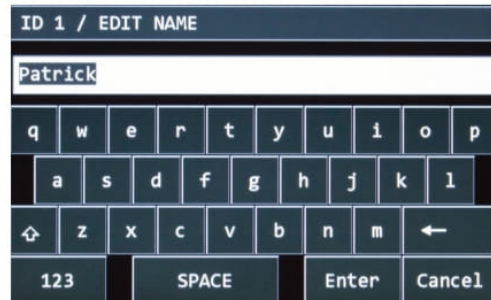 ID 1 / EDIT NAME
Patrick
q w e r t y u i o p
a s d f g h j k l
z x c v b n m
123 SPACE Enter Cancel